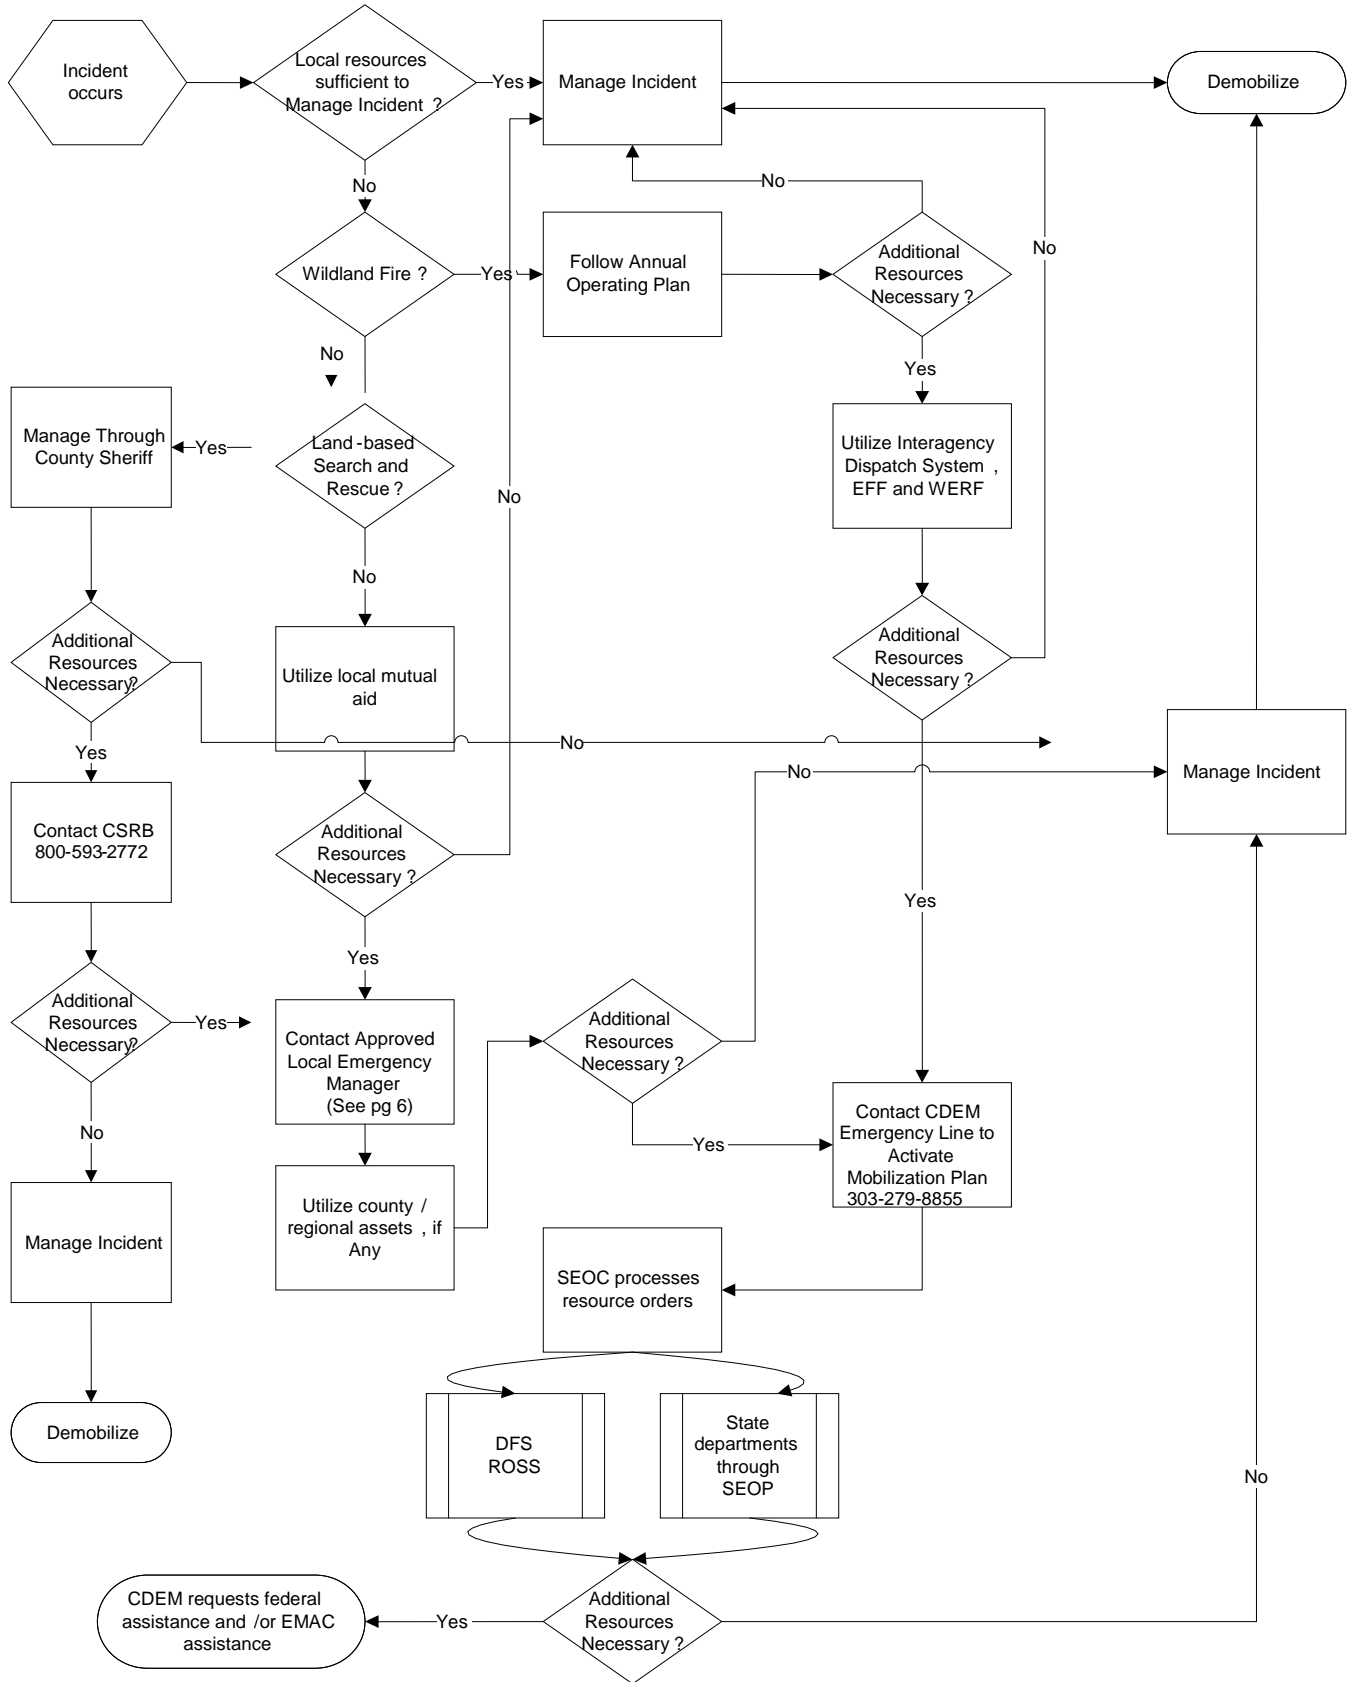 Incident
occurs
Local resources
sufficient to
Manage Incident ?
Yes
Manage Incident
Demobilize
No
No
Wildland Fire ?
Yes
Follow Annual
Operating Plan
Additional
Resources
Necessary ?
No
No
Yes
Manage Through
County Sheriff
Yes
Land -based
Search and
Rescue ?
No
Utilize Interagency
Dispatch System ,
EFF and WERF
No
Additional
Resources
Necessary?
Utilize local mutual
aid
Additional
Resources
Necessary ?
Yes
No
No
Manage Incident
Contact CSRB
800-593-2772
Additional
Resources
Necessary ?
Yes
Yes
Additional
Resources
Necessary?
Yes
Contact Approved
Local Emergency
Manager
(See pg 6)
Additional
Resources
Necessary ?
Yes
Contact CDEM
Emergency Line to
Activate
Mobilization Plan
303-279-8855
No
Manage Incident
Utilize county /
regional assets , if
Any
SEOC processes
resource orders
Demobilize
DFS
ROSS
State
departments
through
SEOP
No
CDEM requests federal
assistance and /or EMAC
assistance
Yes
Additional
Resources
Necessary ?